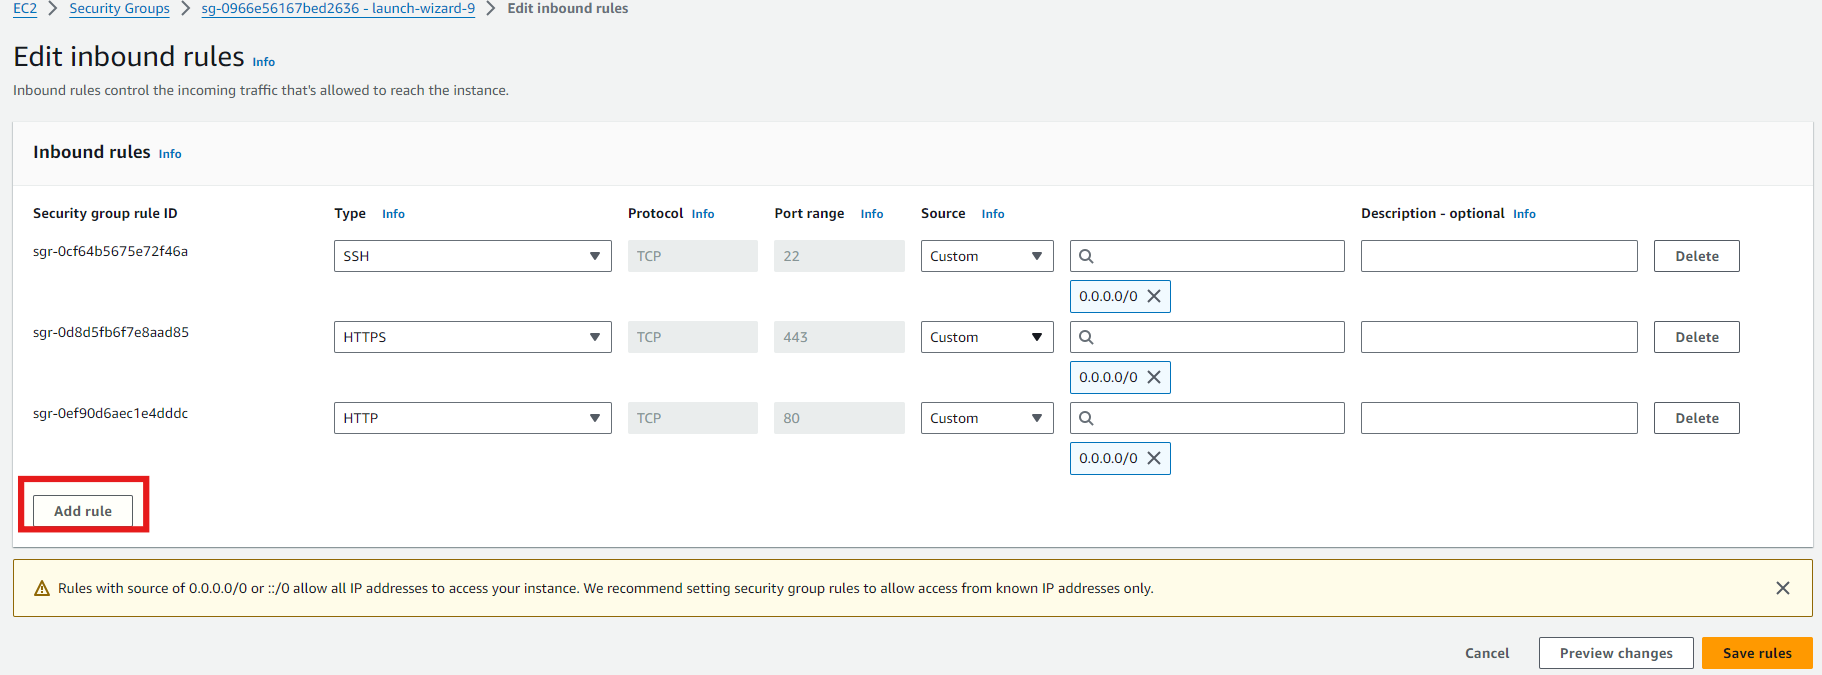 EC2 > Security Groups > sg-0966e56167bed2636 - launch-wizard-9 > Edit inbound rules
Edit inbound rules Info
Inbound rules control the incoming traffic that's allowed to reach the instance.
Inbound rules Info
Security group rule ID Type Info Protocol Info Port range Info Source Info Description - optional Info
sgr-0cf64b5675e72f46a SSH TCP 22 Custom Delete
0.0.0.0/0
sgr-0d8d5fb6f7e8aad85 HTTPS TCP 443 Custom Delete
0.0.0.0/0
sgr-0ef90d6aec1e4dddc HTTP TCP 80 Custom Delete
0.0.0.0/0
Add rule
Rules with source of 0.0.0.0/0 or ::/0 allow all IP addresses to access your instance. We recommend setting security group rules to allow access from known IP addresses only.
Cancel Preview changes Save rules